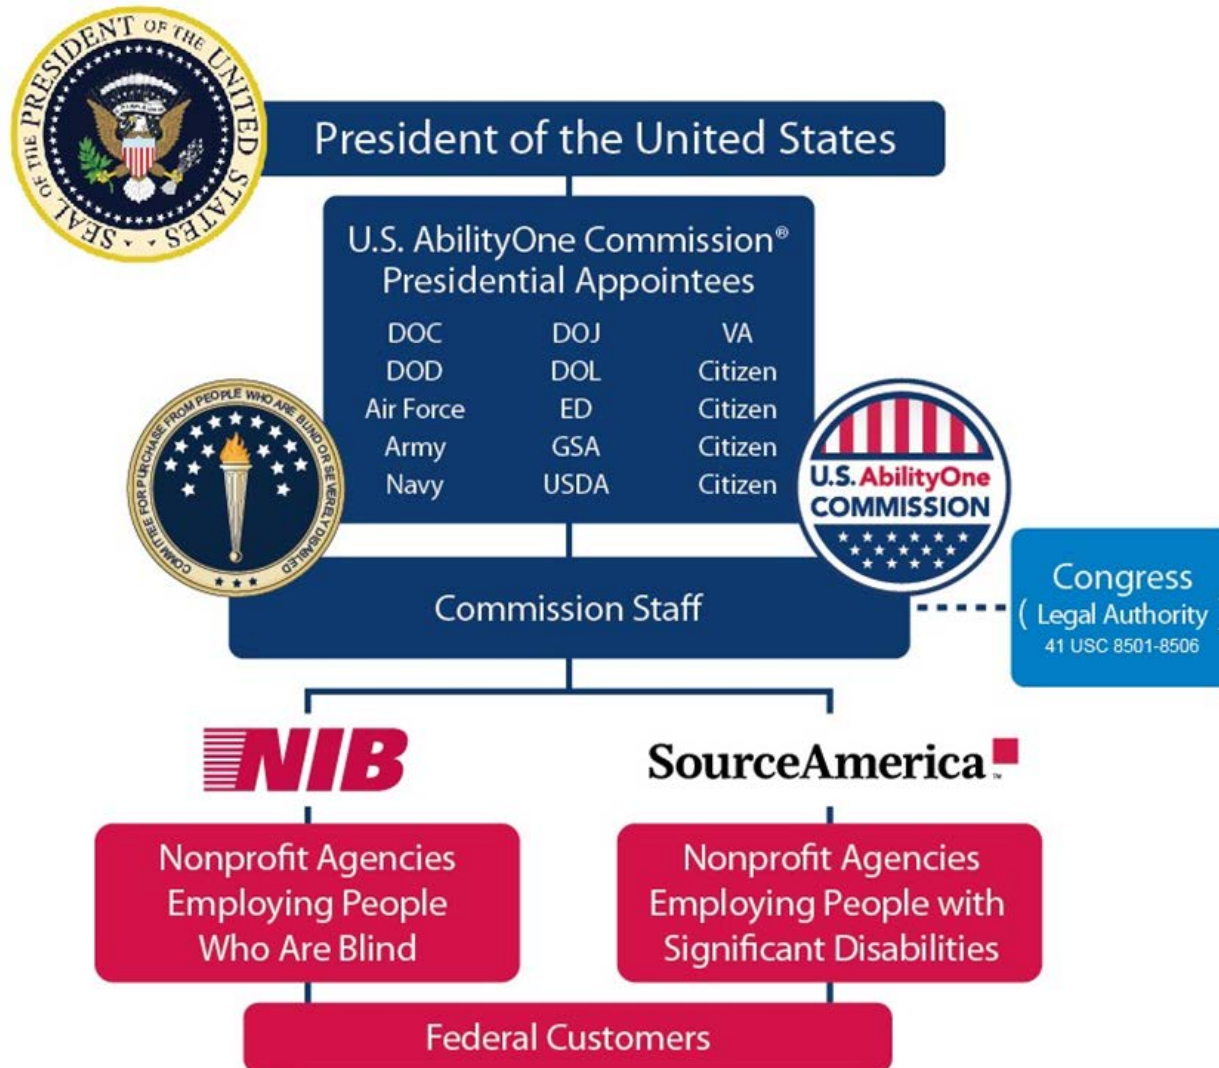 SEAL OF THE PRESIDENT OF THE UNITED STATES
President of the United States
U.S. AbilityOne Commission®
Presidential Appointees
DOC DOJ VA
DOD DOL Citizen
Air Force ED Citizen
Army GSA Citizen
Navy USDA Citizen
COMMITTEE FOR PURCHASE FROM PEOPLE WHO ARE BLIND OR SEVERELY DISABLED
U.S. AbilityOne
COMMISSION
Commission Staff
Congress
( Legal Authority )
41 USC 8501-8506
NIB
SourceAmerica™
Nonprofit Agencies
Employing People
Who Are Blind
Nonprofit Agencies
Employing People with
Significant Disabilities
Federal Customers